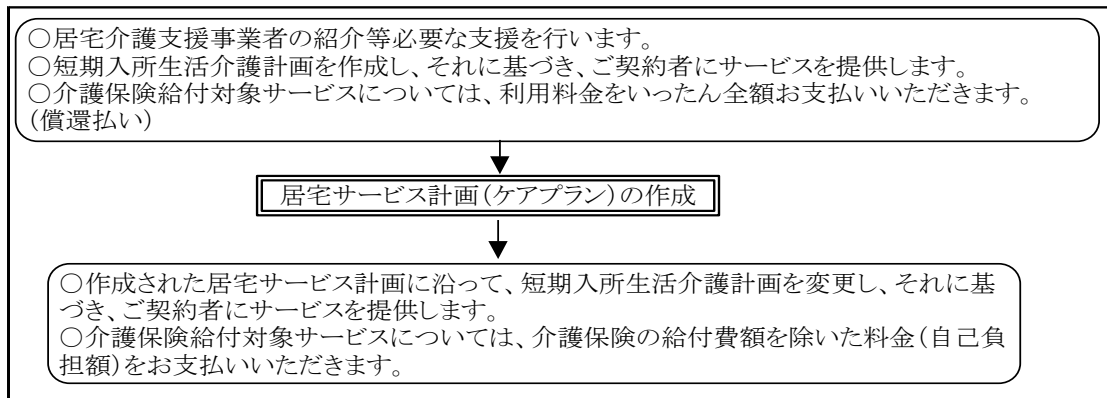 ○居宅介護支援事業者の紹介等必要な支援を行います。
○短期入所生活介護計画を作成し、それに基づき、ご契約者にサービスを提供します。
○介護保険給付対象サービスについては、利用料金をいったん全額お支払いいただきます。
(償還払い)
居宅サービス計画(ケアプラン)の作成
○作成された居宅サービス計画に沿って、短期入所生活介護計画を変更し、それに基
づき、ご契約者にサービスを提供します。
○介護保険給付対象サービスについては、介護保険の給付費額を除いた料金(自己負
担額)をお支払いいただきます。